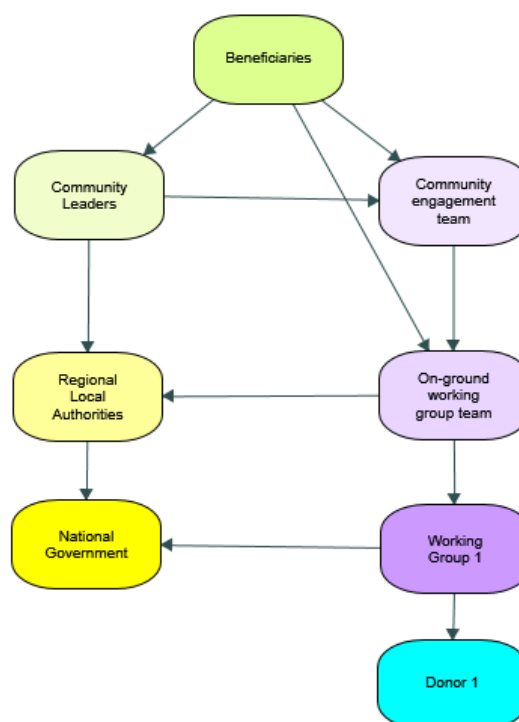 Beneficiaries
Community
Leaders
Community
engagement
team
Regional
Local
Authorities
On-ground
working
group team
National
Government
Working
Group 1
Donor 1